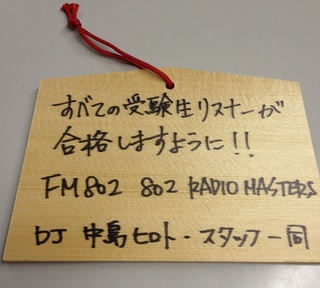 すべての受験生リスナーが
合格しますように!!
FM802 802 RADIO MASTERS
DJ 中島ヒロト・スタッフ一同